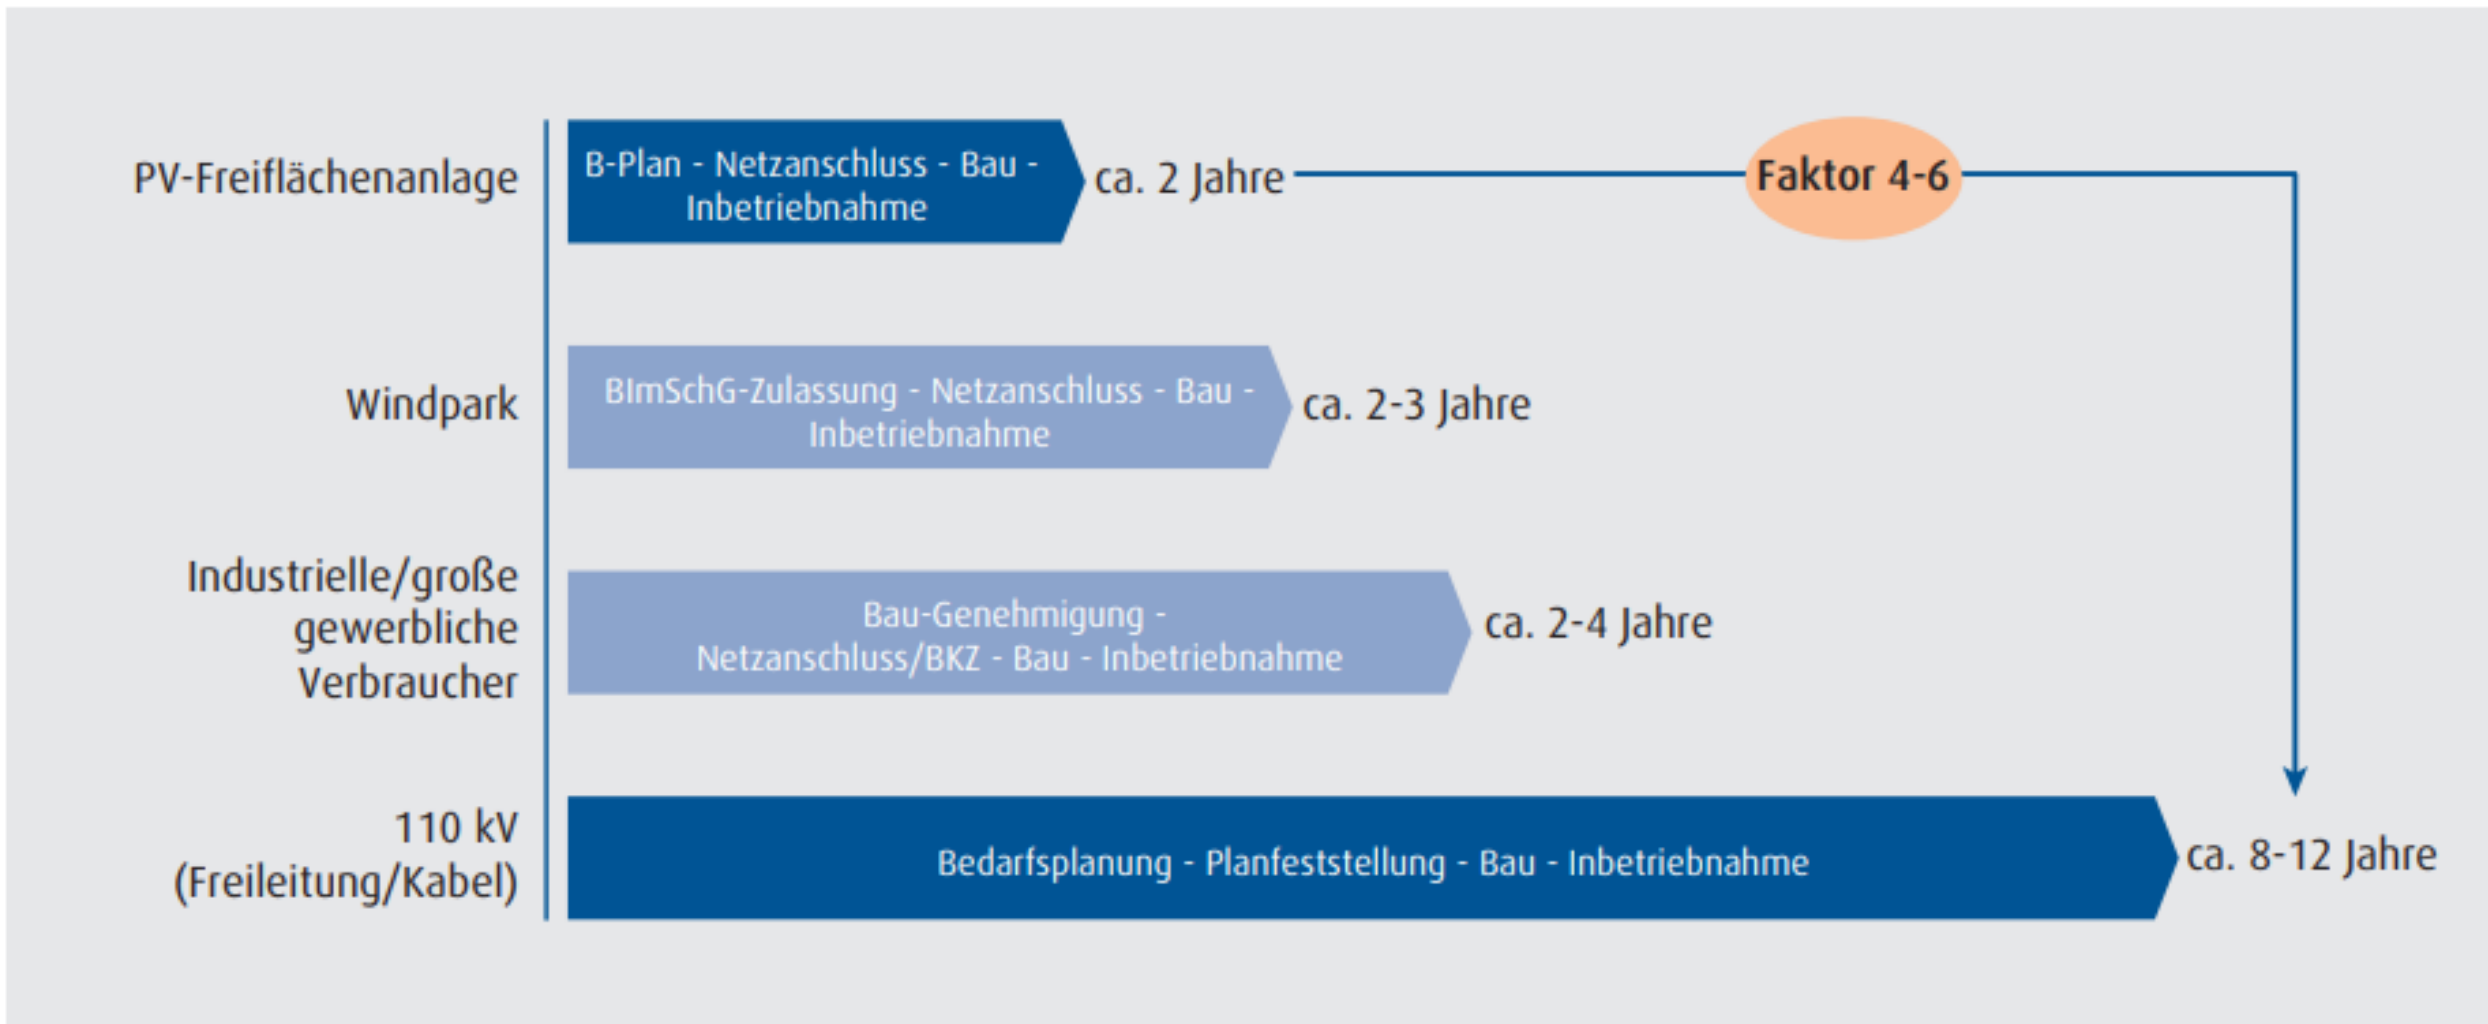 PV-Freiflächenanlage
B-Plan - Netzanschluss - Bau -
Inbetriebnahme
ca. 2 Jahre
Faktor 4-6
Windpark
BImSchG-Zulassung - Netzanschluss - Bau -
Inbetriebnahme
ca. 2-3 Jahre
Industrielle/große
gewerbliche
Verbraucher
Bau-Genehmigung -
Netzanschluss/BKZ - Bau - Inbetriebnahme
ca. 2-4 Jahre
110 kV
(Freileitung/Kabel)
Bedarfsplanung - Planfeststellung - Bau - Inbetriebnahme
ca. 8-12 Jahre